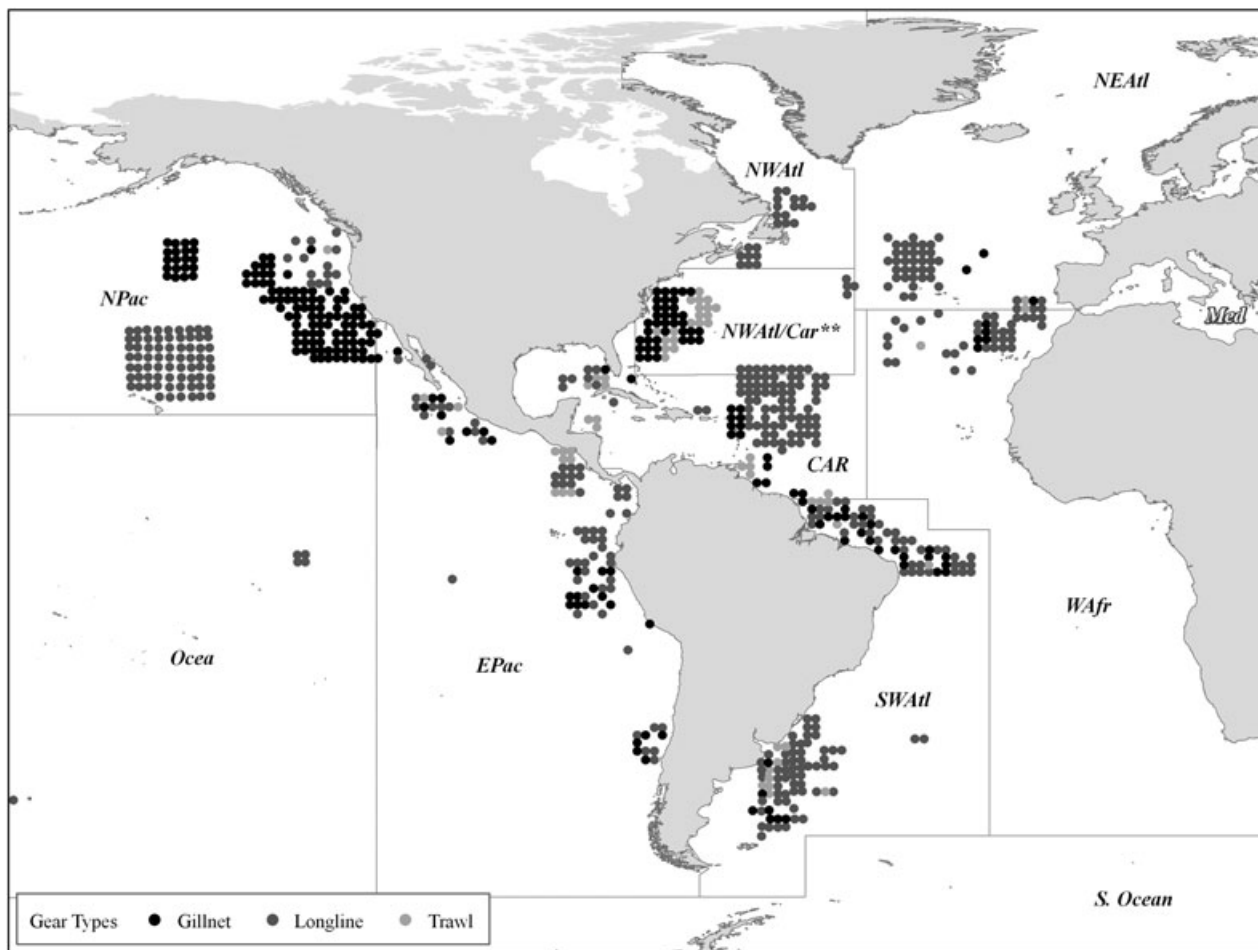 NEAtl
NWAtl
NPac
Med
NWAtl/Car**
CAR
WAfr
Ocea
EPac
SWAtl
Gear Types Gillnet Longline Trawl
S. Ocean